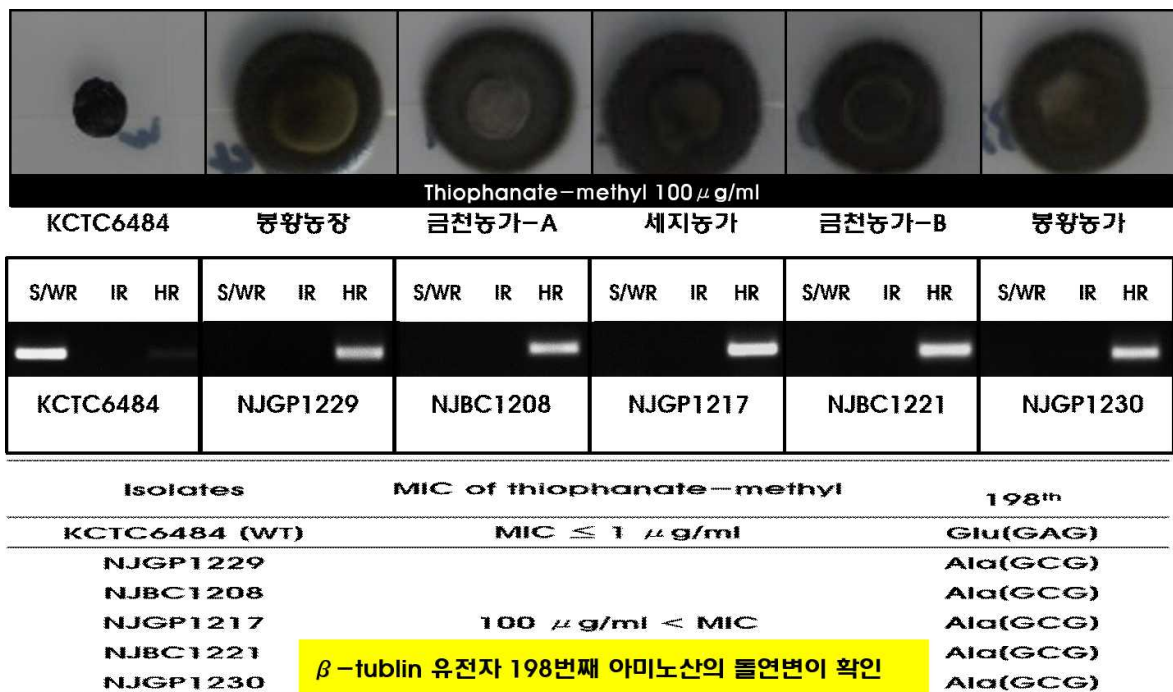 Thiophanate-methyl 100μg/ml
KCTC6484 봉황농장 금천농가-A 세지농가 금천농가-B 봉황농가
S/WR IR HR S/WR IR HR S/WR IR HR S/WR IR HR S/WR IR HR S/WR IR HR
KCTC6484 NJGP1229 NJBC1208 NJGP1217 NJBC1221 NJGP1230
Isolates MIC of thiophanate-methyl 198th
KCTC6484 (WT) MIC ≤ 1 μg/ml Glu(GAG)
NJGP1229 Ala(GCG)
NJBC1208 Ala(GCG)
NJGP1217 100 μg/ml < MIC Ala(GCG)
NJBC1221 Ala(GCG)
β-tublin 유전자 198번째 아미노산의 돌연변이 확인
NJGP1230 Ala(GCG)